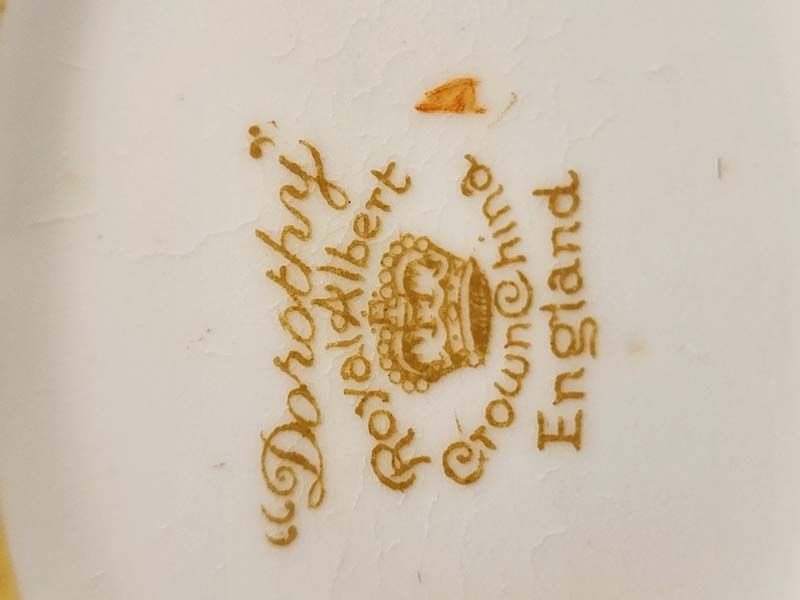 "Dorothy"
Royal Albert
Crown China
England